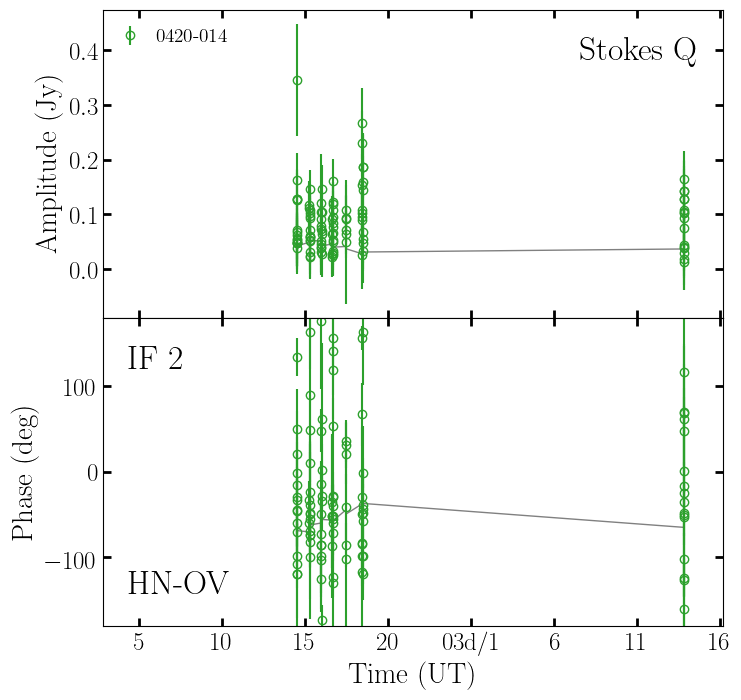 0420-014
Stokes Q
0.4
0.3
0.2
0.1
0.0
Amplitude (Jy)
IF 2
100
0
−100
Phase (deg)
HN-OV
5 10 15 20 03d/1 6 11 16
Time (UT)